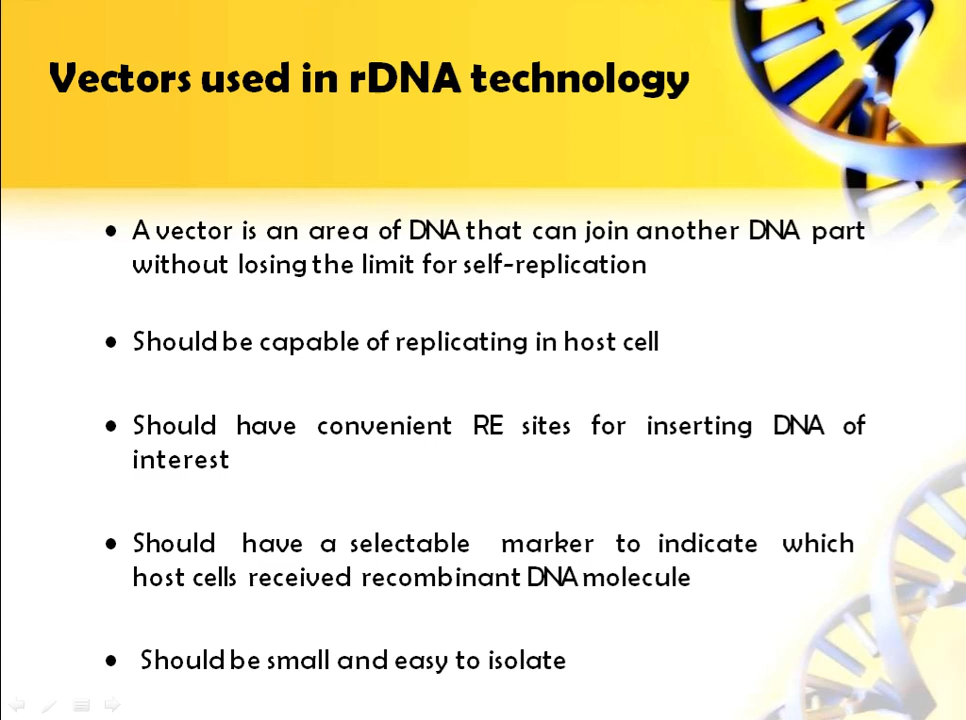 Vectors used in rDNA technology
• A vector is an area of DNA that can join another DNA part
without losing the limit for self-replication
• Should be capable of replicating in host cell
• Should have convenient RE sites for inserting DNA of
interest
• Should have a selectable marker to indicate which
host cells received recombinant DNA molecule
• Should be small and easy to isolate